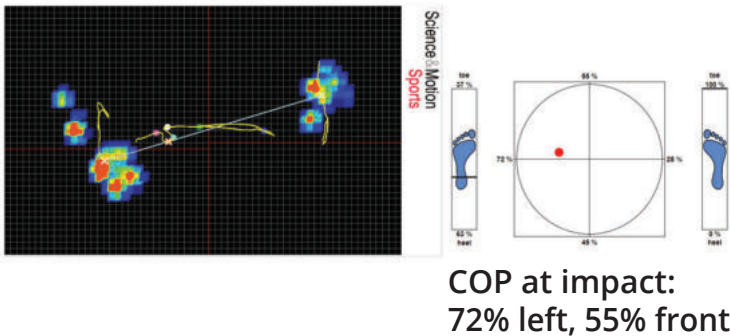 Science&Motion
Sports
toe
37 %
55 %
toe
100 %
72 %
28 %
63 %
heel
45 %
0 %
heel
COP at impact:
72% left, 55% front